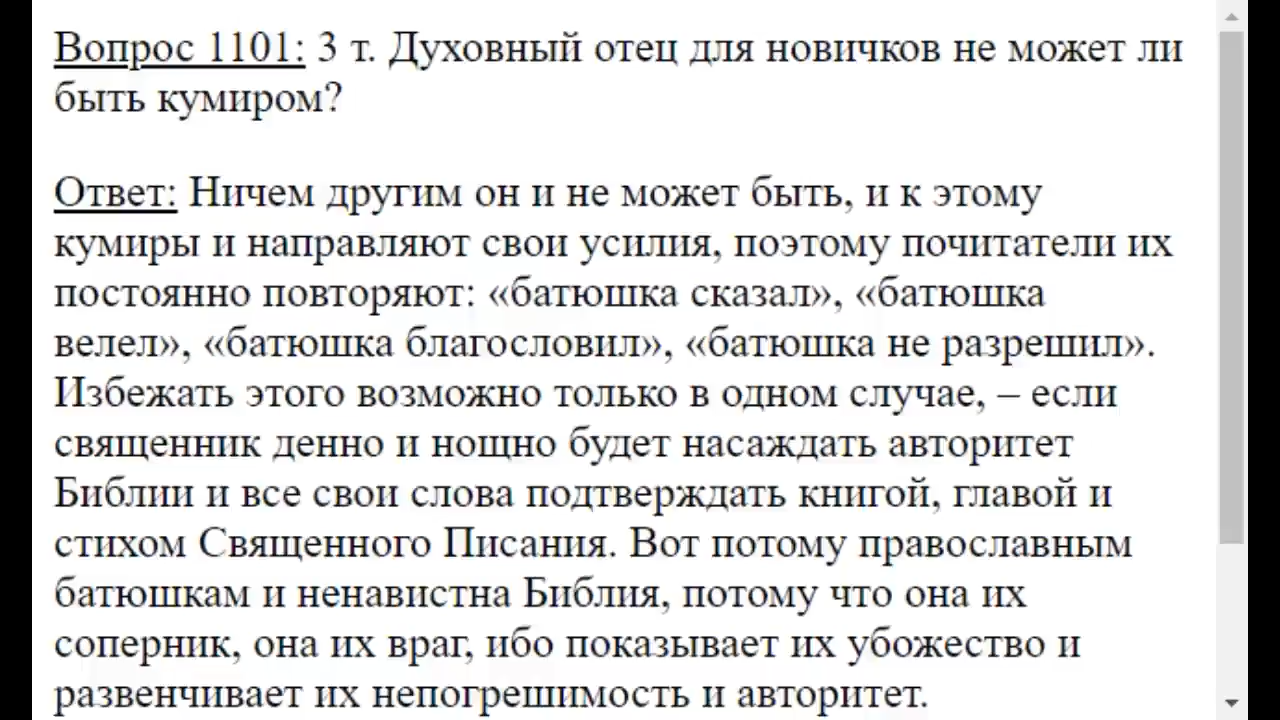 Вопрос 1101: 3 т. Духовный отец для новичков не может ли
быть кумиром?
Ответ: Ничем другим он и не может быть, и к этому
кумиры и направляют свои усилия, поэтому почитатели их
постоянно повторяют: «батюшка сказал», «батюшка
велел», «батюшка благословил», «батюшка не разрешил».
Избежать этого возможно только в одном случае, – если
священник денно и нощно будет насаждать авторитет
Библии и все свои слова подтверждать книгой, главой и
стихом Священного Писания. Вот потому православным
батюшкам и ненавистна Библия, потому что она их
соперник, она их враг, ибо показывает их убожество и
развенчивает их непогрешимость и авторитет.